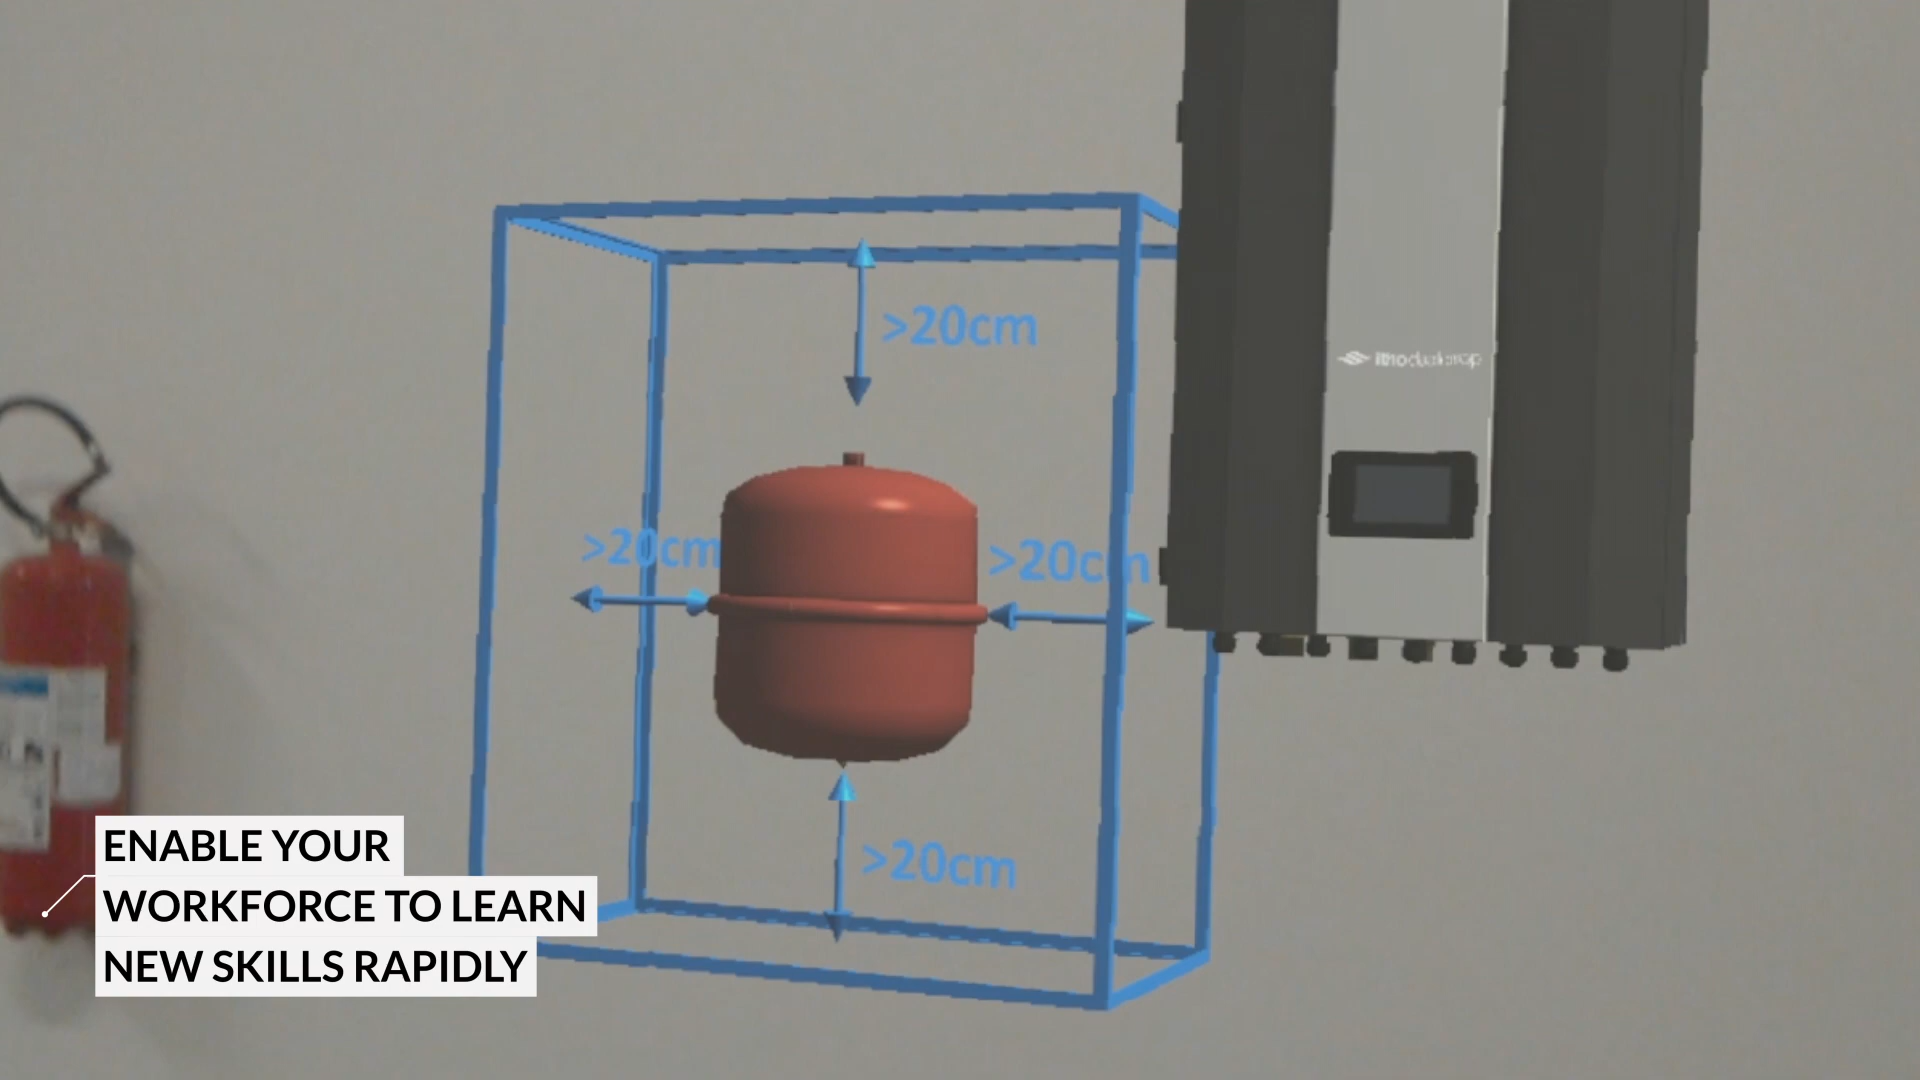 >20cm
>20cm
>20cm
>20cm
ENABLE YOUR
WORKFORCE TO LEARN
NEW SKILLS RAPIDLY